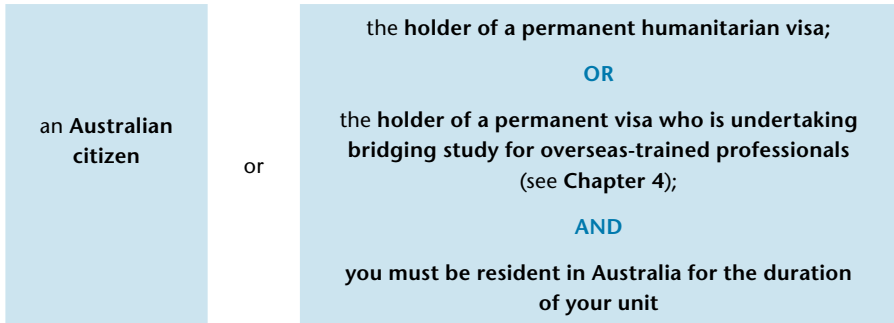 an Australian
citizen
or
the holder of a permanent humanitarian visa;
OR
the holder of a permanent visa who is undertaking
bridging study for overseas-trained professionals
(see Chapter 4);
AND
you must be resident in Australia for the duration
of your unit